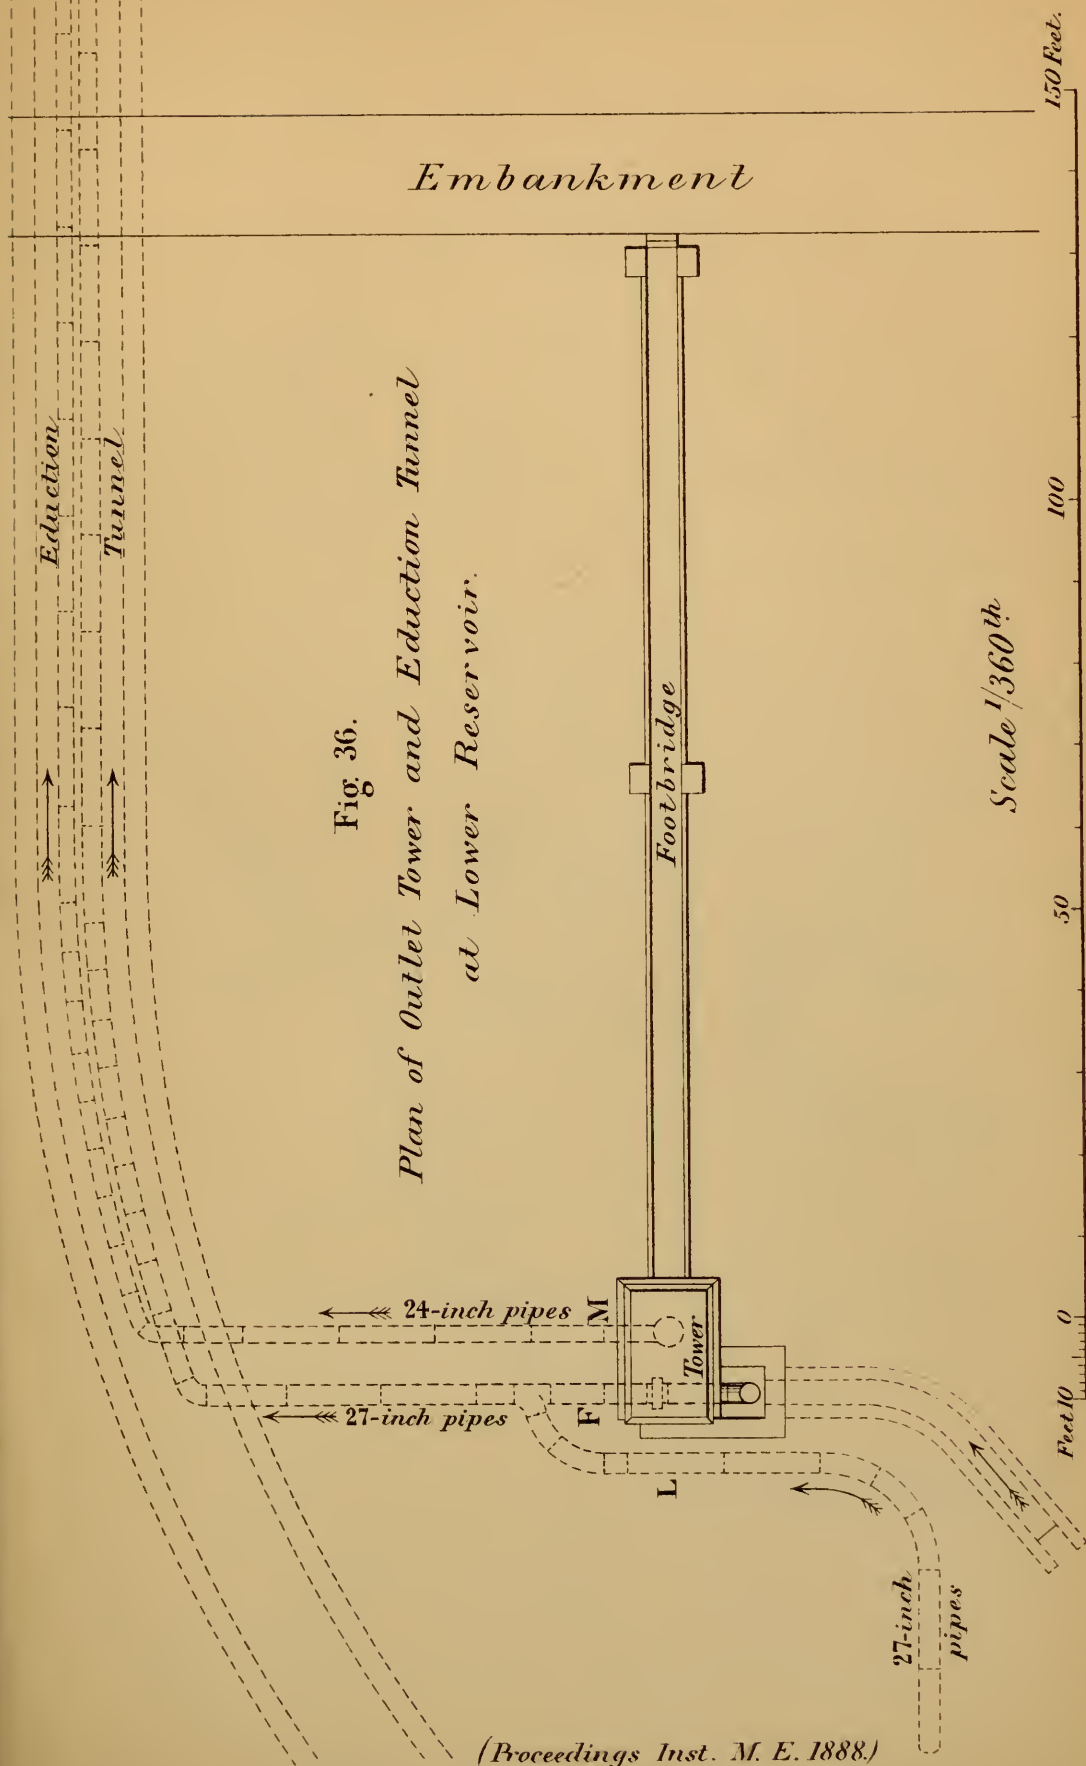 Embankment
Eduction
Tunnel
Fig. 36.
Plan of Outlet Tower and Eduction Tunnel
at Lower Reservoir.
Footbridge
Scale 1/360th
150 Feet.
100
50
0
Feet 10
24-inch pipes
M
Tower
27-inch pipes
F
L
27-inch
pipes
(Proceedings Inst. M. E. 1888.)